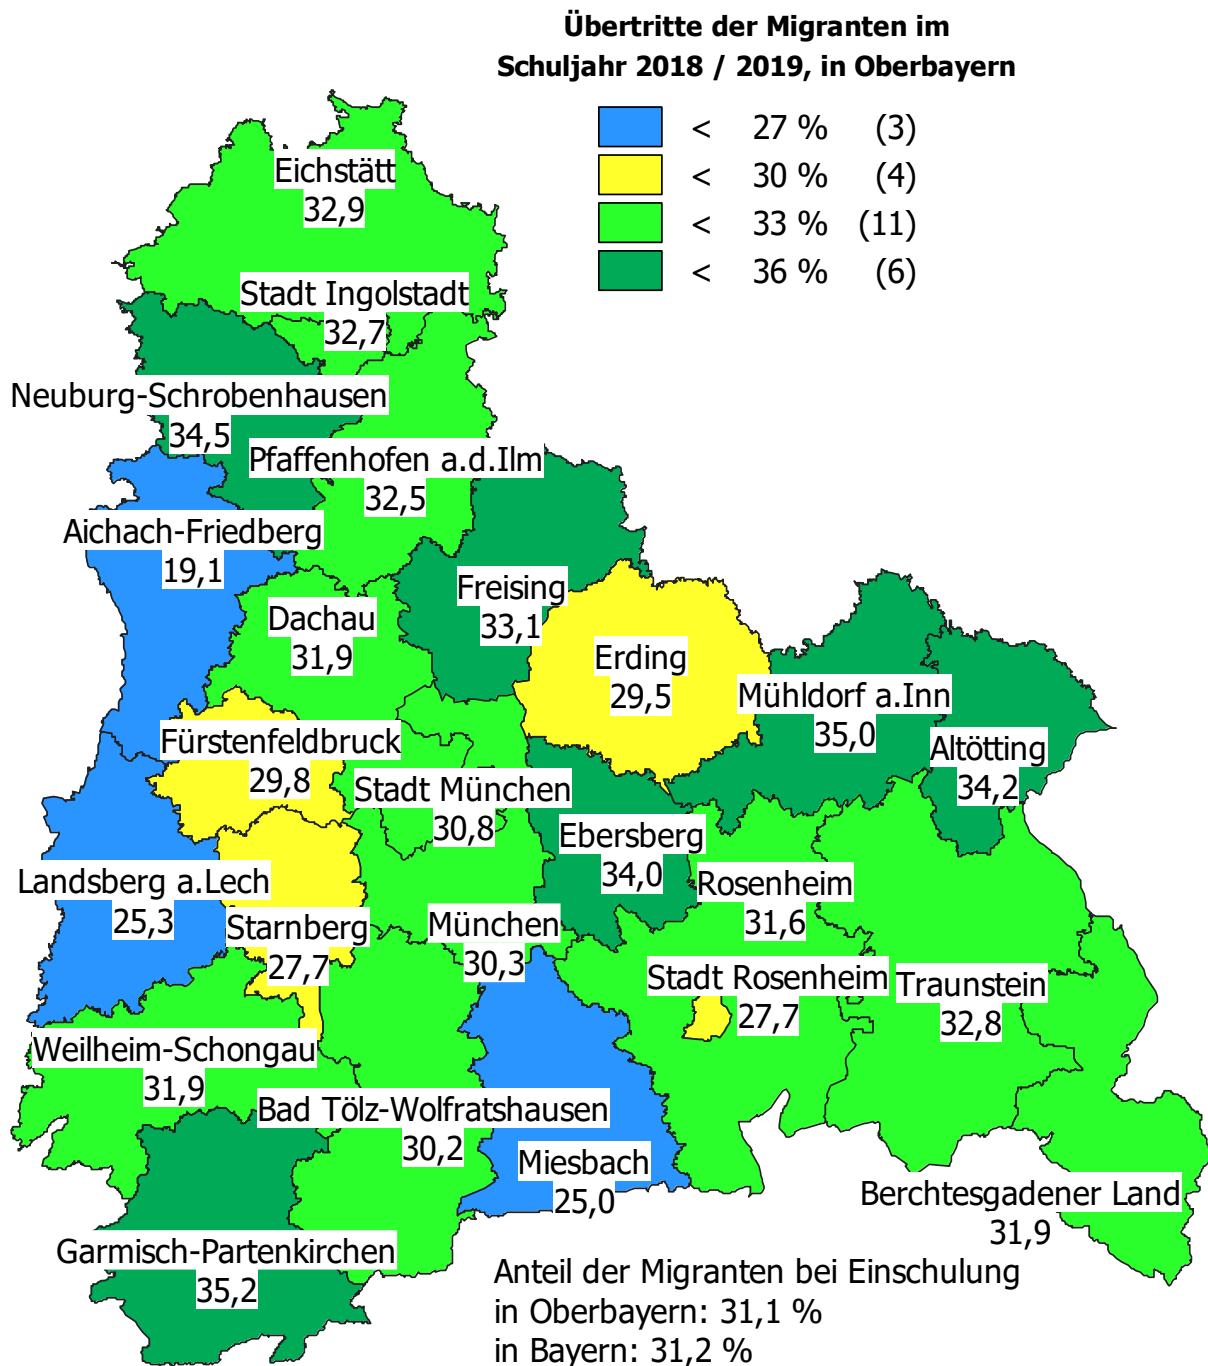 Übertritte der Migranten im
Schuljahr 2018 / 2019, in Oberbayern
< 27 % (3)
< 30 % (4)
< 33 % (11)
< 36 % (6)
Eichstätt
32,9
Stadt Ingolstadt
32,7
Neuburg-Schrobenhausen
34,5
Pfaffenhofen a.d.Ilm
32,5
Aichach-Friedberg
19,1
Freising
33,1
Dachau
31,9
Erding
29,5
Mühldorf a.Inn
35,0
Altötting
34,2
Fürstenfeldbruck
29,8
Stadt München
30,8
Ebersberg
34,0
Landsberg a.Lech
25,3
Rosenheim
31,6
Starnberg
27,7
München
30,3
Stadt Rosenheim
27,7
Traunstein
32,8
Weilheim-Schongau
31,9
Bad Tölz-Wolfratshausen
30,2
Miesbach
25,0
Berchtesgadener Land
31,9
Garmisch-Partenkirchen
35,2
Anteil der Migranten bei Einschulung
in Oberbayern: 31,1 %
in Bayern: 31,2 %